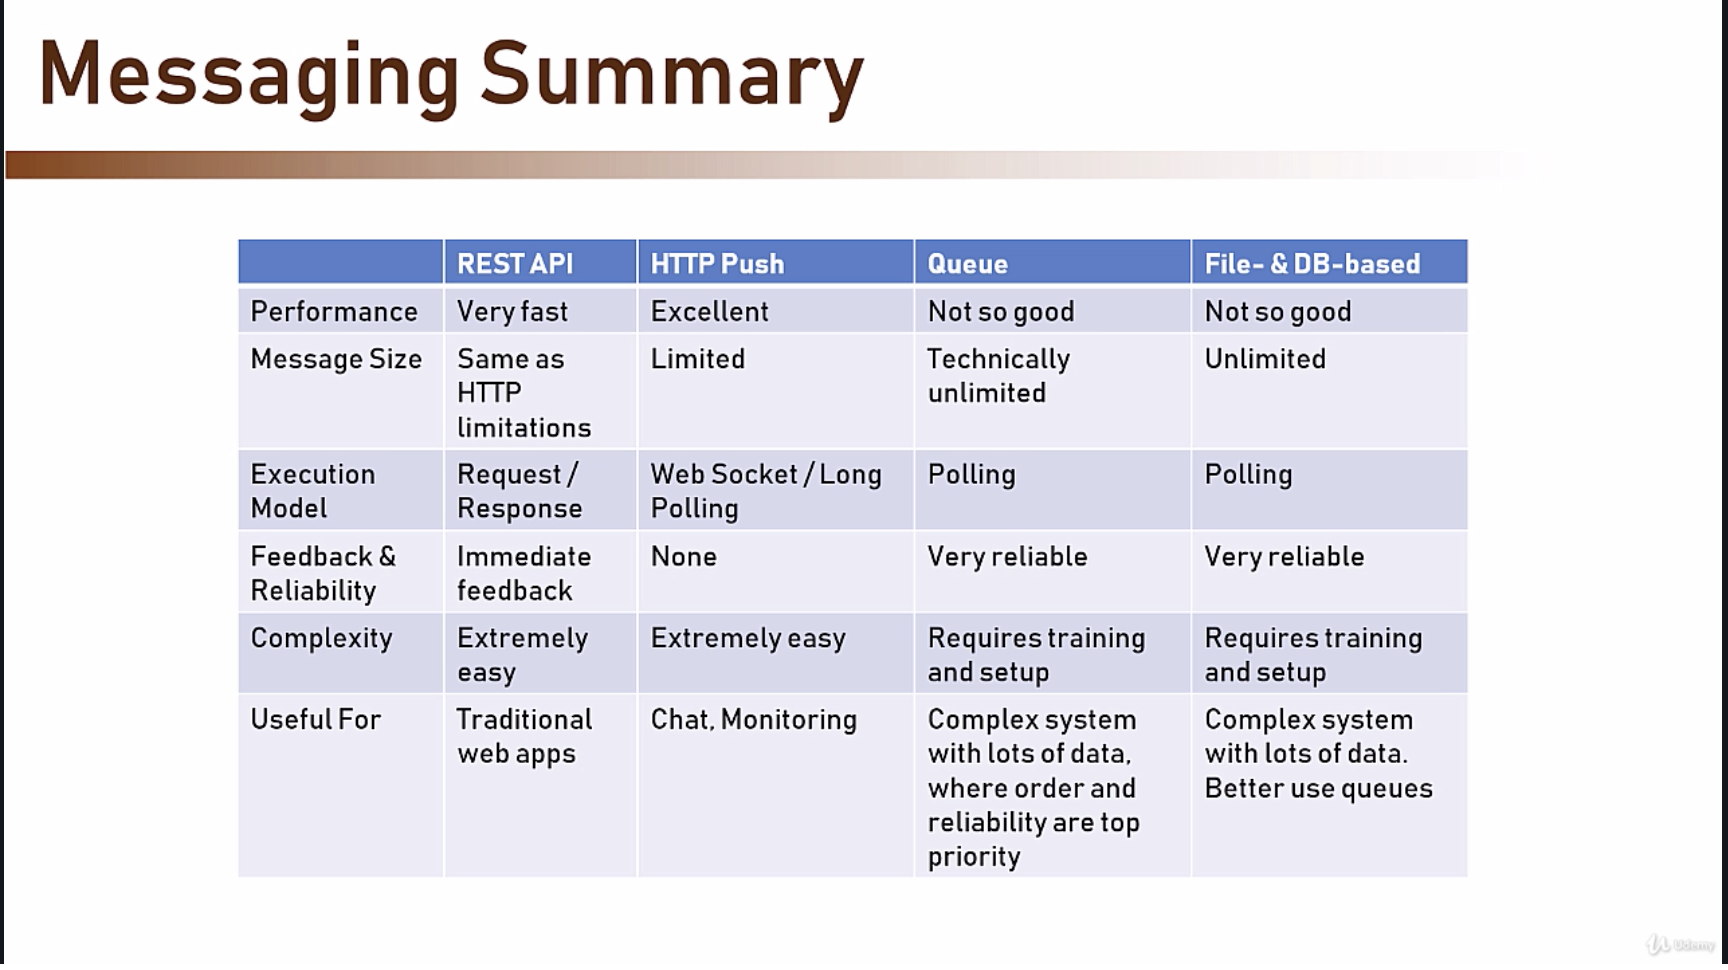 Messaging Summary
REST API
HTTP Push
Queue
File- & DB-based
Performance
Very fast
Excellent
Not so good
Not so good
Message Size
Same as
HTTP
limitations
Limited
Technically
unlimited
Unlimited
Execution
Model
Request /
Response
Web Socket / Long
Polling
Polling
Polling
Feedback &
Reliability
Immediate
feedback
None
Very reliable
Very reliable
Complexity
Extremely
easy
Extremely easy
Requires training
and setup
Requires training
and setup
Useful For
Traditional
web apps
Chat, Monitoring
Complex system
with lots of data,
where order and
reliability are top
priority
Complex system
with lots of data.
Better use queues
Udemy